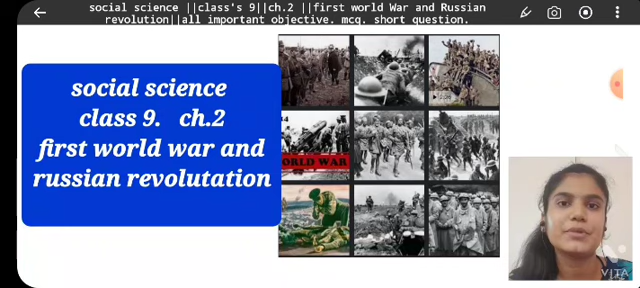 social science ||class's 9||ch.2 ||first world War and Russian
revolution||all important objective. mcq. short question.
social science
class 9. ch.2
first world war and
russian revolutation
ORLD WAR
VITA